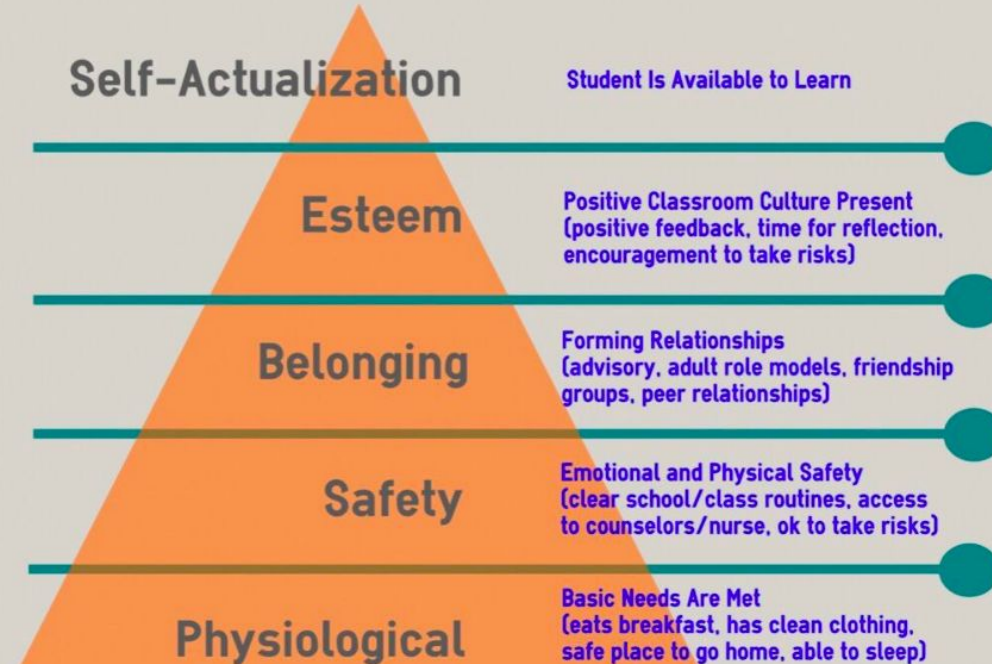 Self-Actualization
Student Is Available to Learn
Esteem
Positive Classroom Culture Present
(positive feedback, time for reflection,
encouragement to take risks)
Belonging
Forming Relationships
(advisory, adult role models, friendship
groups, peer relationships)
Safety
Emotional and Physical Safety
(clear school/class routines, access
to counselors/nurse, ok to take risks)
Physiological
Basic Needs Are Met
(eats breakfast, has clean clothing,
safe place to go home, able to sleep)